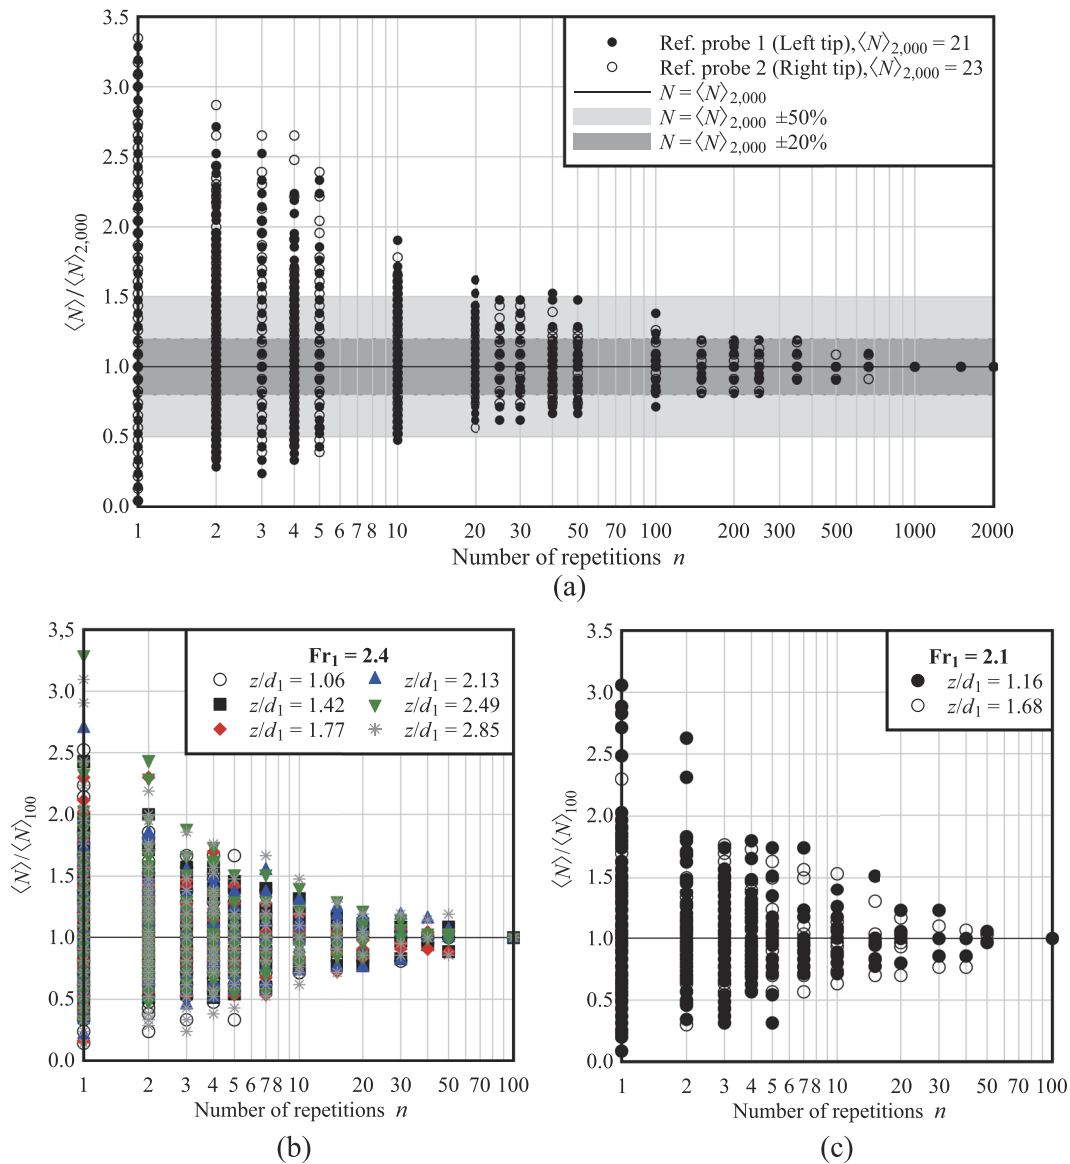 3.5
3.0
2.5
2.0
1.5
1.0
0.5
0.0
⟨N⟩/⟨N⟩2,000
Ref. probe 1 (Left tip),⟨N⟩2,000 = 21
Ref. probe 2 (Right tip),⟨N⟩2,000 = 23
N = ⟨N⟩2,000
N = ⟨N⟩2,000 ±50%
N = ⟨N⟩2,000 ±20%
1 2 3 4 5 6 7 8 10 20 30 50 70 100 200 300 500 1000 2000
Number of repetitions n
(a)
3,5
3.0
2.5
2.0
1.5
1.0
0.5
0.0
⟨N⟩/⟨N⟩100
Fr1 = 2.4
z/d1 = 1.06 z/d1 = 2.13
z/d1 = 1.42 z/d1 = 2.49
z/d1 = 1.77 z/d1 = 2.85
1 2 3 4 5 6 7 8 10 20 30 50 70 100
Number of repetitions n
(b)
3.5
3.0
2.5
2.0
1.5
1.0
0.5
0.0
⟨N⟩/⟨N⟩100
Fr1 = 2.1
z/d1 = 1.16
z/d1 = 1.68
1 2 3 4 5 6 7 8 10 20 30 50 70 100
Number of repetitions n
(c)